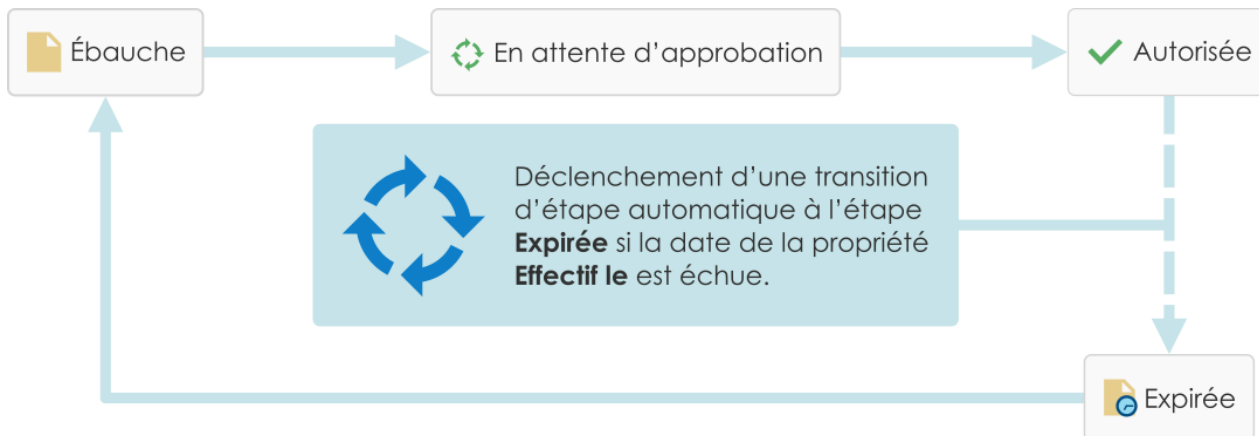 Ébauche
En attente d’approbation
Autorisée
Déclenchement d’une transition
d’étape automatique à l’étape
Expirée si la date de la propriété
Effectif le est échue.
Expirée